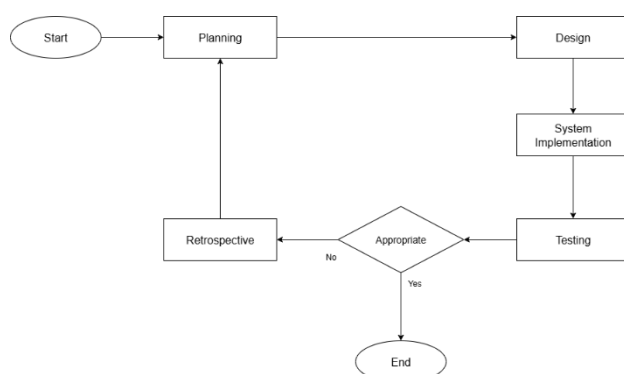 Start
Planning
Design
System
Implementation
Testing
Appropriate
Retrospective
No
Yes
End